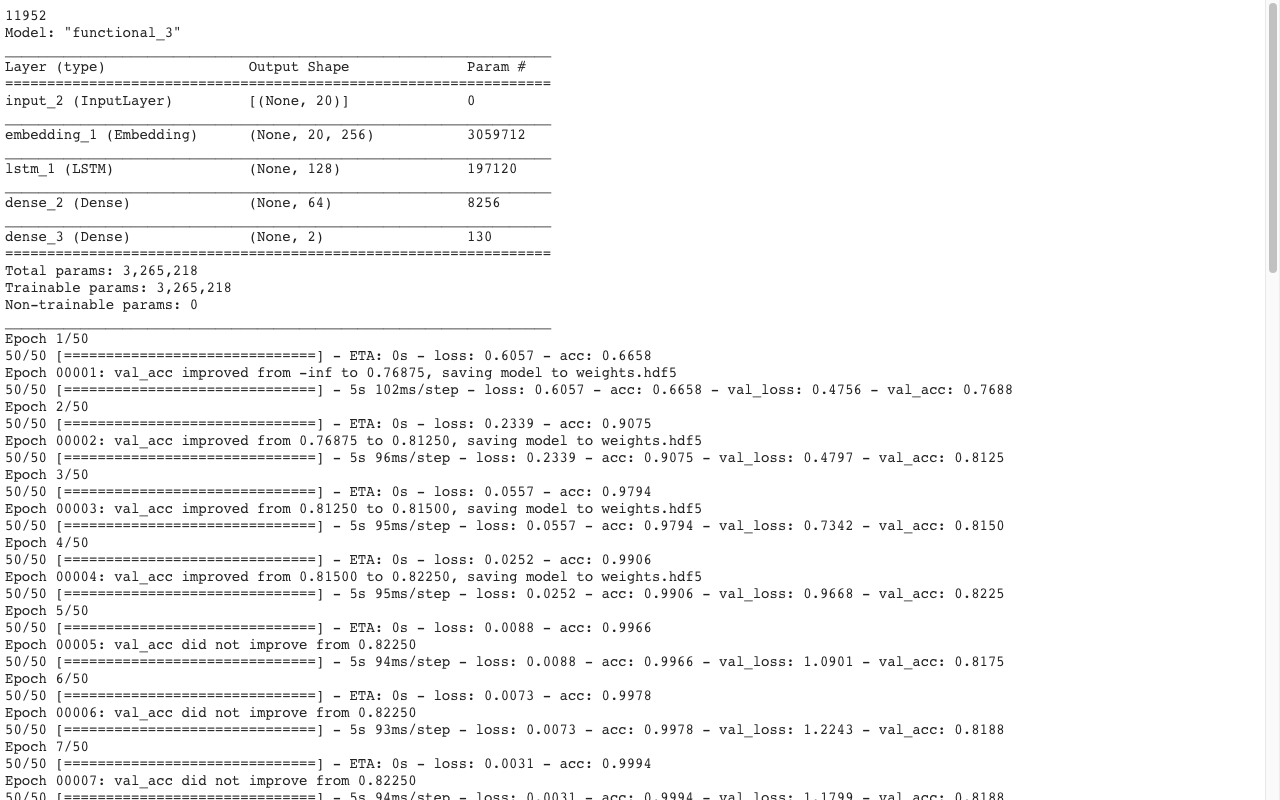 11952
Model: "functional_3"
_________________________________________________________________
Layer (type)                 Output Shape              Param #
=================================================================
input_2 (InputLayer)         [(None, 20)]              0
_________________________________________________________________
embedding_1 (Embedding)      (None, 20, 256)           3059712
_________________________________________________________________
lstm_1 (LSTM)                (None, 128)               197120
_________________________________________________________________
dense_2 (Dense)              (None, 64)                8256
_________________________________________________________________
dense_3 (Dense)              (None, 2)                 130
=================================================================
Total params: 3,265,218
Trainable params: 3,265,218
Non-trainable params: 0
_________________________________________________________________
Epoch 1/50
50/50 [==============================] - ETA: 0s - loss: 0.6057 - acc: 0.6658
Epoch 00001: val_acc improved from -inf to 0.76875, saving model to weights.hdf5
50/50 [==============================] - 5s 102ms/step - loss: 0.6057 - acc: 0.6658 - val_loss: 0.4756 - val_acc: 0.7688
Epoch 2/50
50/50 [==============================] - ETA: 0s - loss: 0.2339 - acc: 0.9075
Epoch 00002: val_acc improved from 0.76875 to 0.81250, saving model to weights.hdf5
50/50 [==============================] - 5s 96ms/step - loss: 0.2339 - acc: 0.9075 - val_loss: 0.4797 - val_acc: 0.8125
Epoch 3/50
50/50 [==============================] - ETA: 0s - loss: 0.0557 - acc: 0.9794
Epoch 00003: val_acc improved from 0.81250 to 0.81500, saving model to weights.hdf5
50/50 [==============================] - 5s 95ms/step - loss: 0.0557 - acc: 0.9794 - val_loss: 0.7342 - val_acc: 0.8150
Epoch 4/50
50/50 [==============================] - ETA: 0s - loss: 0.0252 - acc: 0.9906
Epoch 00004: val_acc improved from 0.81500 to 0.82250, saving model to weights.hdf5
50/50 [==============================] - 5s 95ms/step - loss: 0.0252 - acc: 0.9906 - val_loss: 0.9668 - val_acc: 0.8225
Epoch 5/50
50/50 [==============================] - ETA: 0s - loss: 0.0088 - acc: 0.9966
Epoch 00005: val_acc did not improve from 0.82250
50/50 [==============================] - 5s 94ms/step - loss: 0.0088 - acc: 0.9966 - val_loss: 1.0901 - val_acc: 0.8175
Epoch 6/50
50/50 [==============================] - ETA: 0s - loss: 0.0073 - acc: 0.9978
Epoch 00006: val_acc did not improve from 0.82250
50/50 [==============================] - 5s 93ms/step - loss: 0.0073 - acc: 0.9978 - val_loss: 1.2243 - val_acc: 0.8188
Epoch 7/50
50/50 [==============================] - ETA: 0s - loss: 0.0031 - acc: 0.9994
Epoch 00007: val_acc did not improve from 0.82250
50/50 [==============================] - 5s 94ms/step - loss: 0.0031 - acc: 0.9994 - val_loss: 1.1799 - val_acc: 0.8188